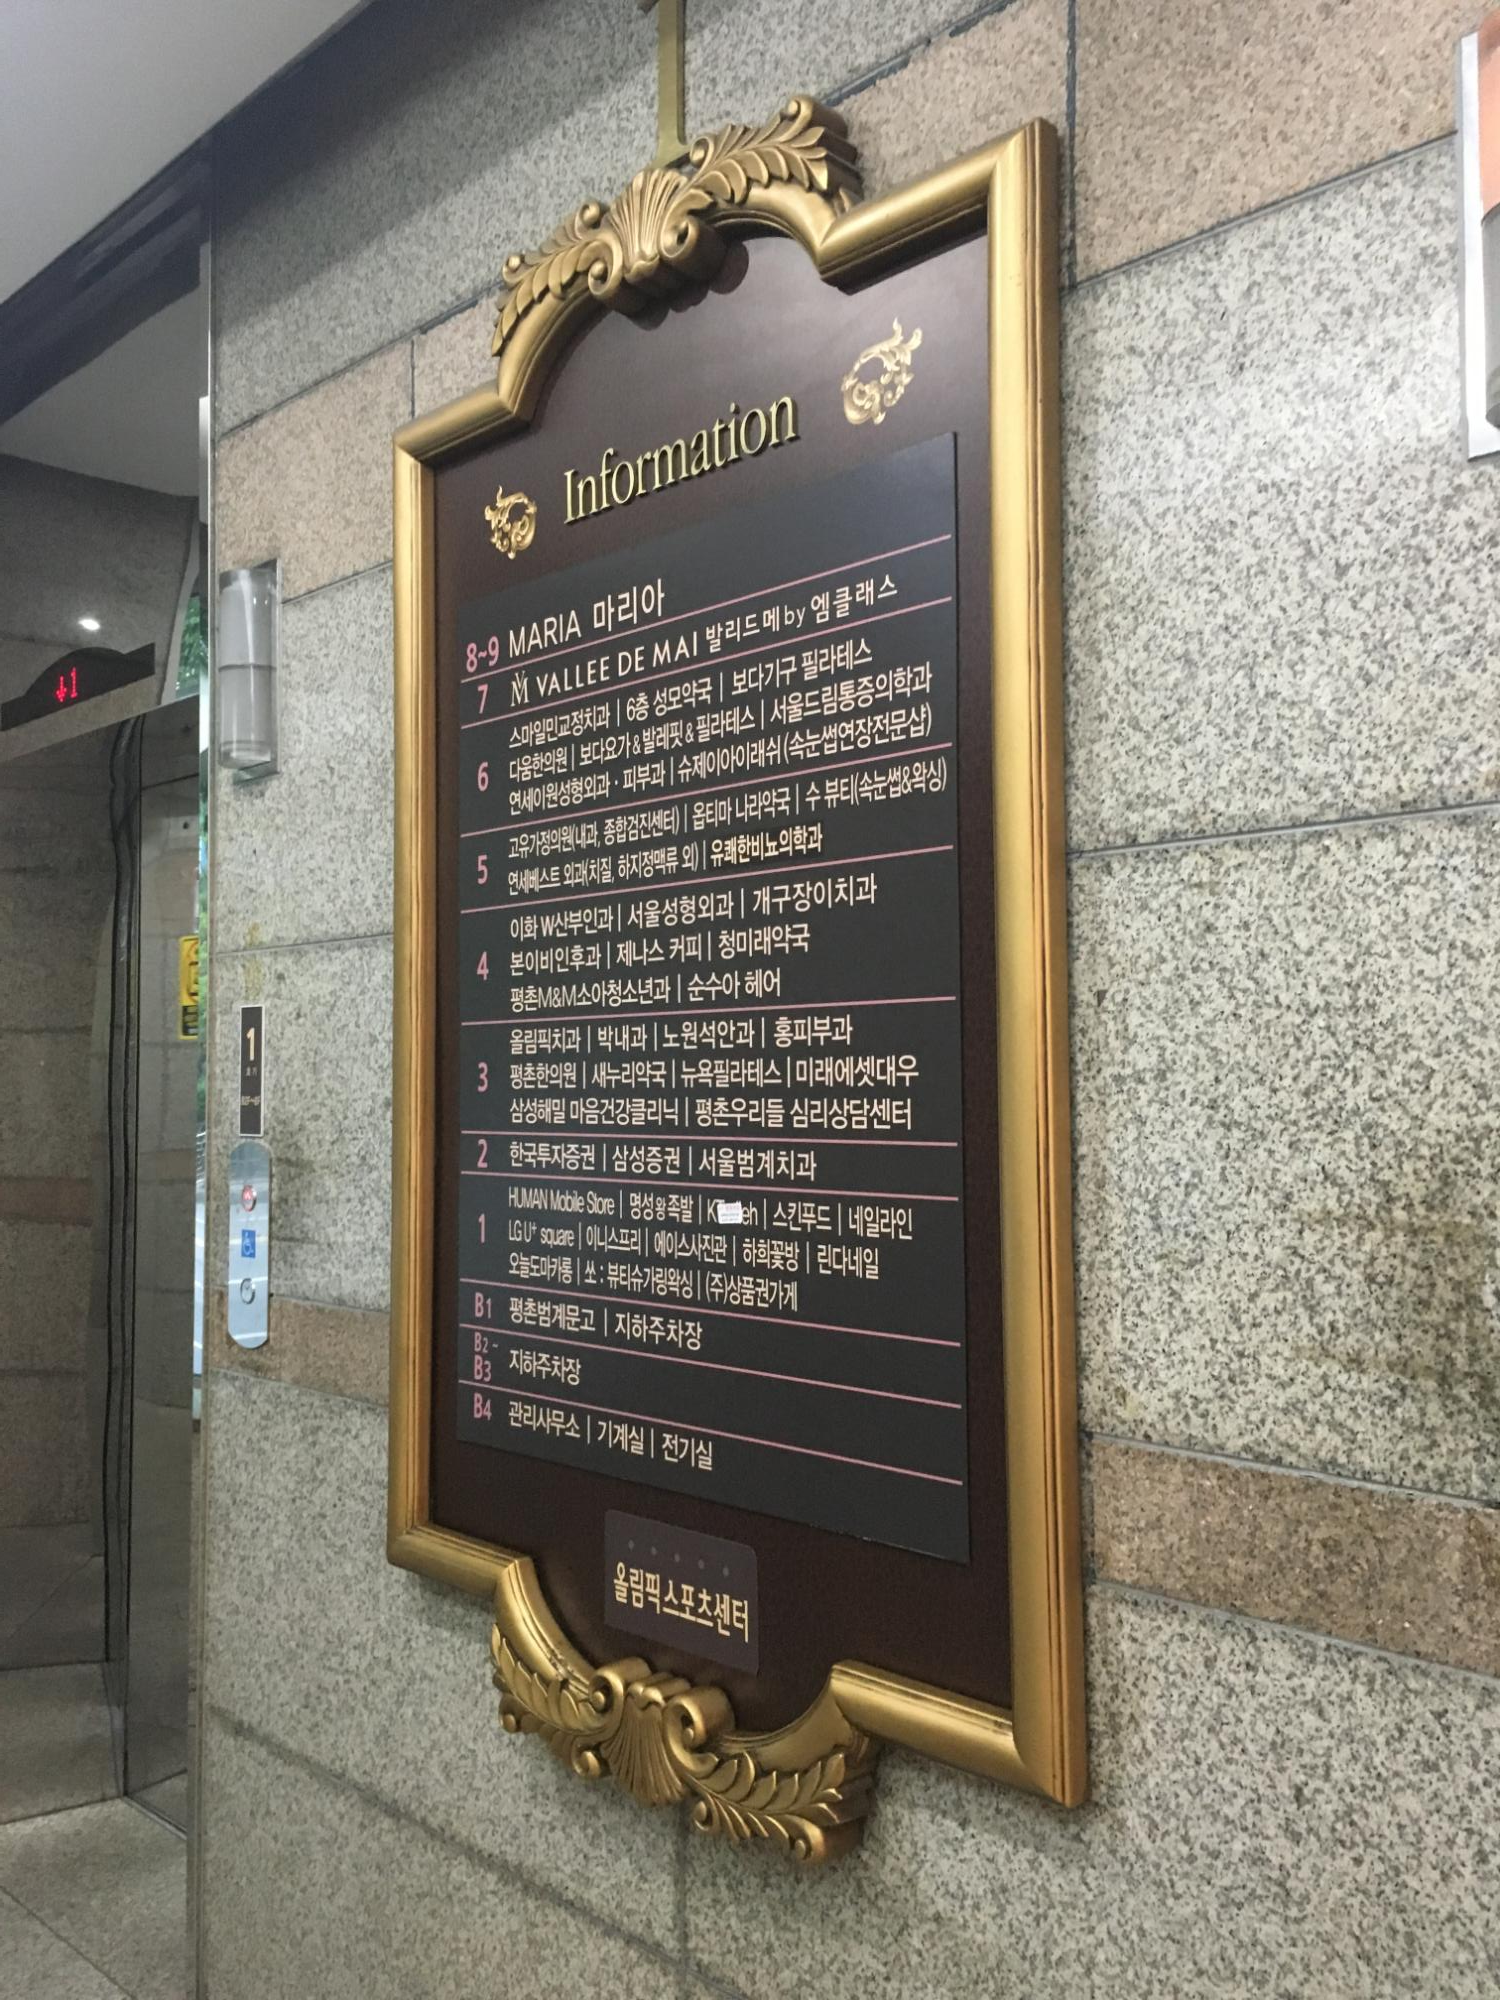 Information
8~9 MARIA 마리아
7 VM VALLEE DE MAI 발리드메 by 엠클래스
스마일민교정치과 | 6층 성모약국 | 보다기구 필라테스
6 다움한의원 | 보다요가&발레핏&필라테스 | 서울드림통증의학과
연세이원성형외과·피부과 | 슈제이아이래쉬(속눈썹연장전문샵)
고유가정의원(내과, 종합검진센터) | 옵티마 나라약국 | 수 뷰티(속눈썹&왁싱)
5 연세베스트 외과(치질, 하지정맥류 외) | 유쾌한비뇨의학과
이화 W산부인과 | 서울성형외과 | 개구장이치과
4 본이비인후과 | 제나스 커피 | 청미래약국
평촌M&M소아청소년과 | 순수아 헤어
올림픽치과 | 박내과 | 노원석안과 | 홍피부과
3 평촌한의원 | 새누리약국 | 뉴욕필라테스 | 미래에셋대우
삼성해밀 마음건강클리닉 | 평촌우리들 심리상담센터
2 한국투자증권 | 삼성증권 | 서울범계치과
HUMAN Mobile Store | 명성왕족발 | 스킨푸드 | 네일라인
1 LG U+ square | 이니스프리 | 에이스사진관 | 하희꽃방 | 린다네일
오늘도마카롱 | 쏘 : 뷰티슈가링왁싱 | (주)상품권가게
B1 평촌범계문고 | 지하주차장
B2~
B3 지하주차장
B4 관리사무소 | 기계실 | 전기실
올림픽스포츠센터
↓1
1